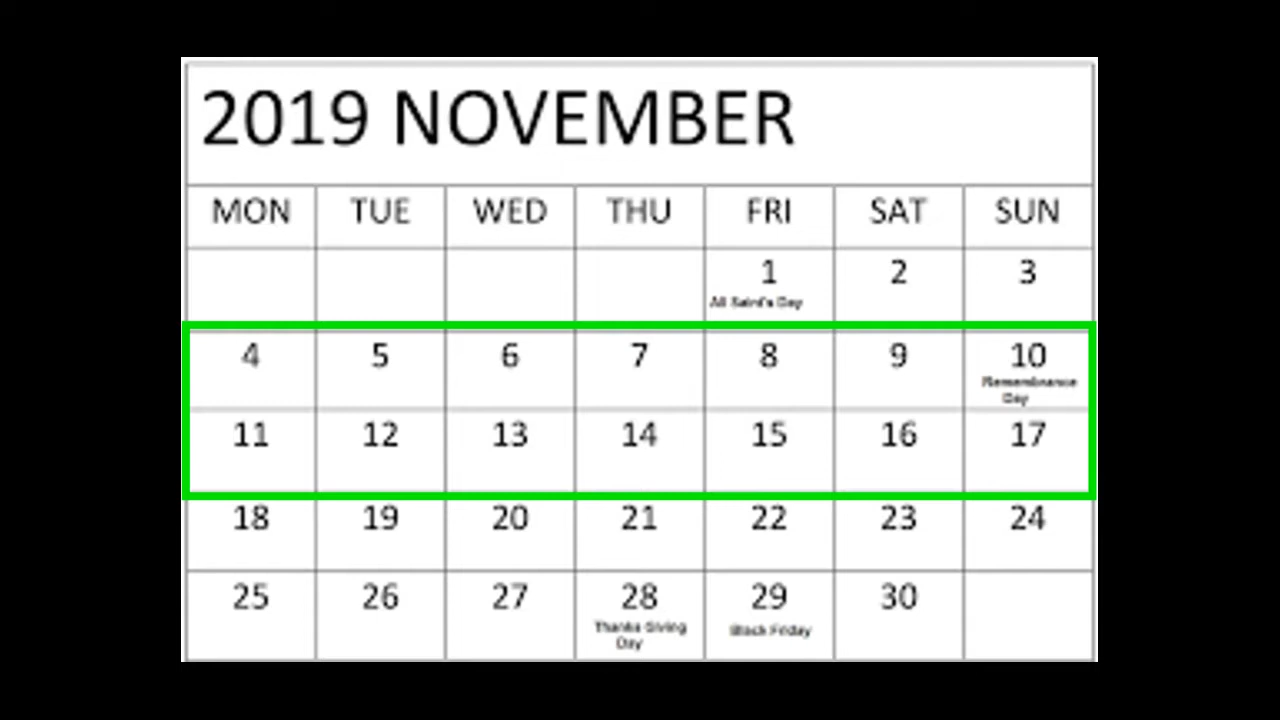 2019 NOVEMBER
MON TUE WED THU FRI SAT SUN
1 2 3
All Saint's Day
4 5 6 7 8 9 10
Remembrance
Day
11 12 13 14 15 16 17
18 19 20 21 22 23 24
25 26 27 28 29 30
Thanks Giving Black Friday
Day